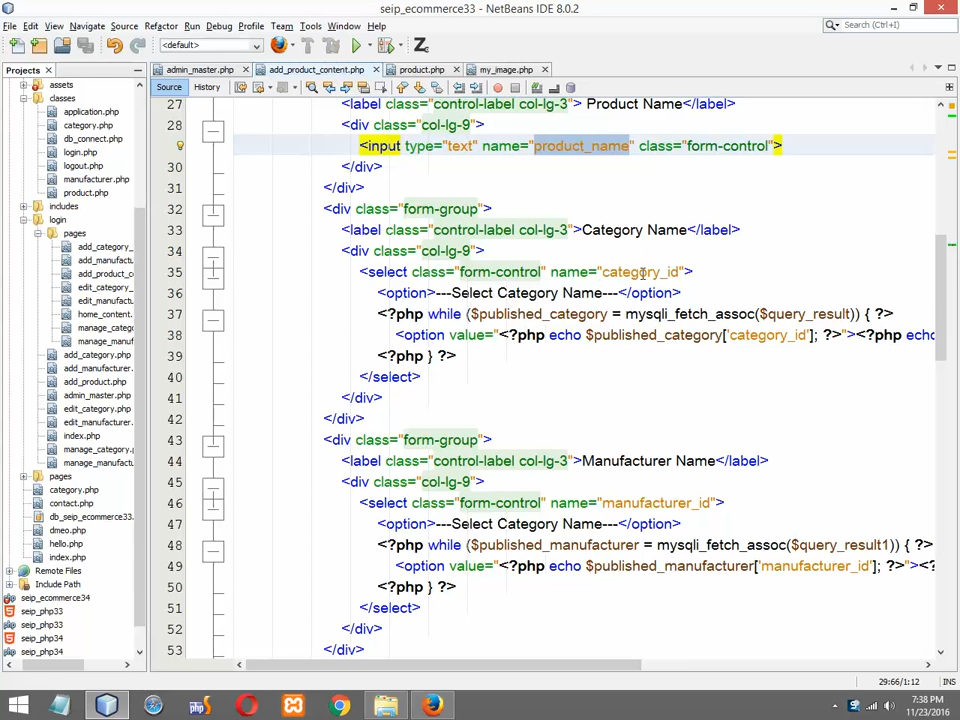 seip_ecommerce33 - NetBeans IDE 8.0.2
File Edit View Navigate Source Refactor Run Debug Profile Team Tools Window Help
Search (Ctrl+I)
<default>
Projects
admin_master.php
add_product_content.php
product.php
my_image.php
Source History
assets
classes
application.php
category.php
db_connect.php
login.php
logout.php
manufacturer.php
product.php
includes
login
pages
add_category_
add_manufact
add_product_c
edit_category_
edit_manufact
home_content.
manage_categ
manage_manuf
add_category.php
add_manufacturer.
add_product.php
admin_master.php
edit_category.php
edit_manufacturer.
index.php
manage_category.
manage_manufactu
pages
category.php
contact.php
db_seip_ecommerce33.
dmeo.php
hello.php
index.php
Remote Files
Include Path
seip_ecommerce34
seip_php33
seip_php33
seip_php34
seip_php34
27 <label class="control-label col-lg-3"> Product Name</label>
28 <div class="col-lg-9">
<input type="text" name="product_name" class="form-control">
30 </div>
31 </div>
32 <div class="form-group">
33 <label class="control-label col-lg-3">Category Name</label>
34 <div class="col-lg-9">
35 <select class="form-control" name="category_id">
36 <option>---Select Category Name---</option>
37 <?php while ($published_category = mysqli_fetch_assoc($query_result)) { ?>
38 <option value="<?php echo $published_category['category_id']; ?>"><?php echo
39 <?php } ?>
40 </select>
41 </div>
42 </div>
43 <div class="form-group">
44 <label class="control-label col-lg-3">Manufacturer Name</label>
45 <div class="col-lg-9">
46 <select class="form-control" name="manufacturer_id">
47 <option>---Select Category Name---</option>
48 <?php while ($published_manufacturer = mysqli_fetch_assoc($query_result1)) { ?>
49 <option value="<?php echo $published_manufacturer['manufacturer_id']; ?>"><?
50 <?php } ?>
51 </select>
52 </div>
53 </div>
29:66/1:12 INS
7:38 PM
11/23/2016